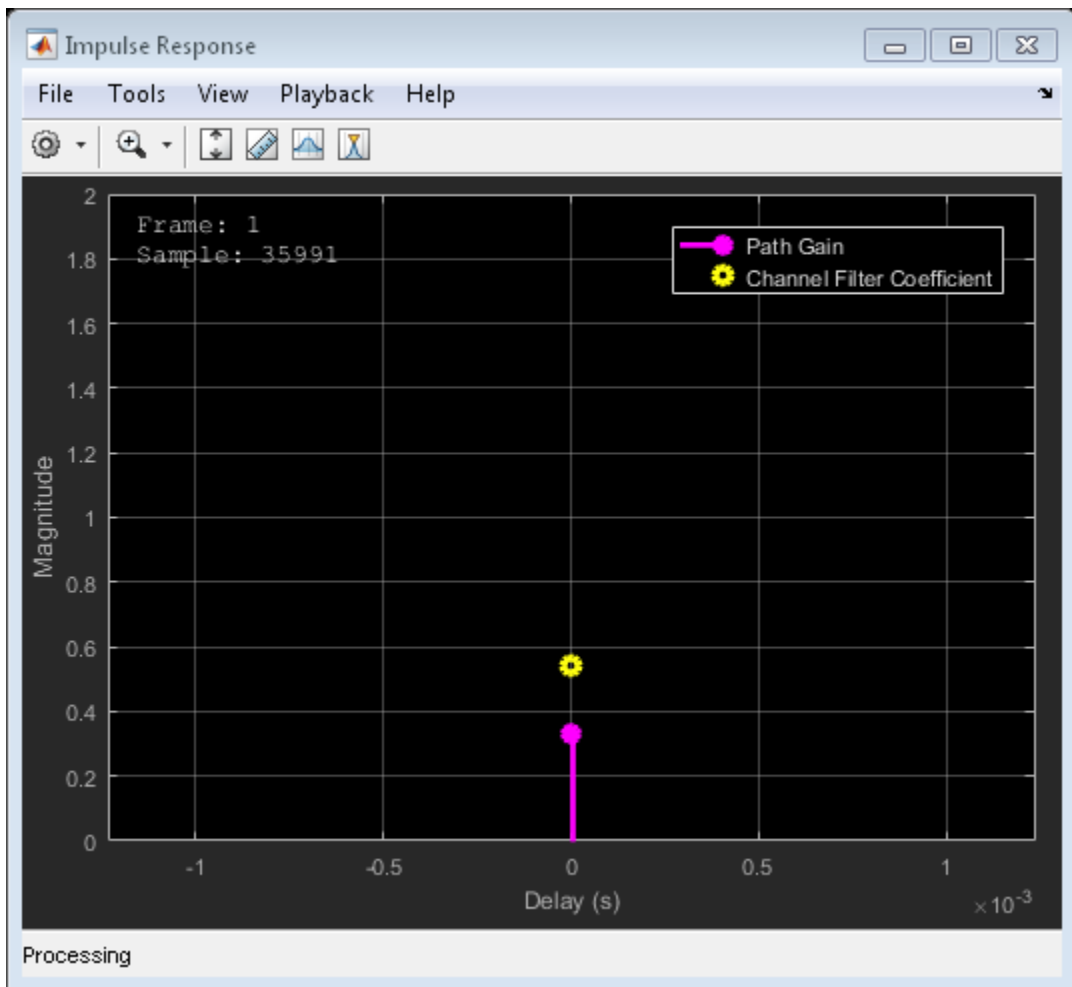 Impulse Response
File Tools View Playback Help
2
Frame: 1
Sample: 35991
Path Gain
Channel Filter Coefficient
1.8
1.6
1.4
1.2
1
0.8
0.6
0.4
0.2
0
Magnitude
-1 -0.5 0 0.5 1
Delay (s)
×10⁻³
Processing